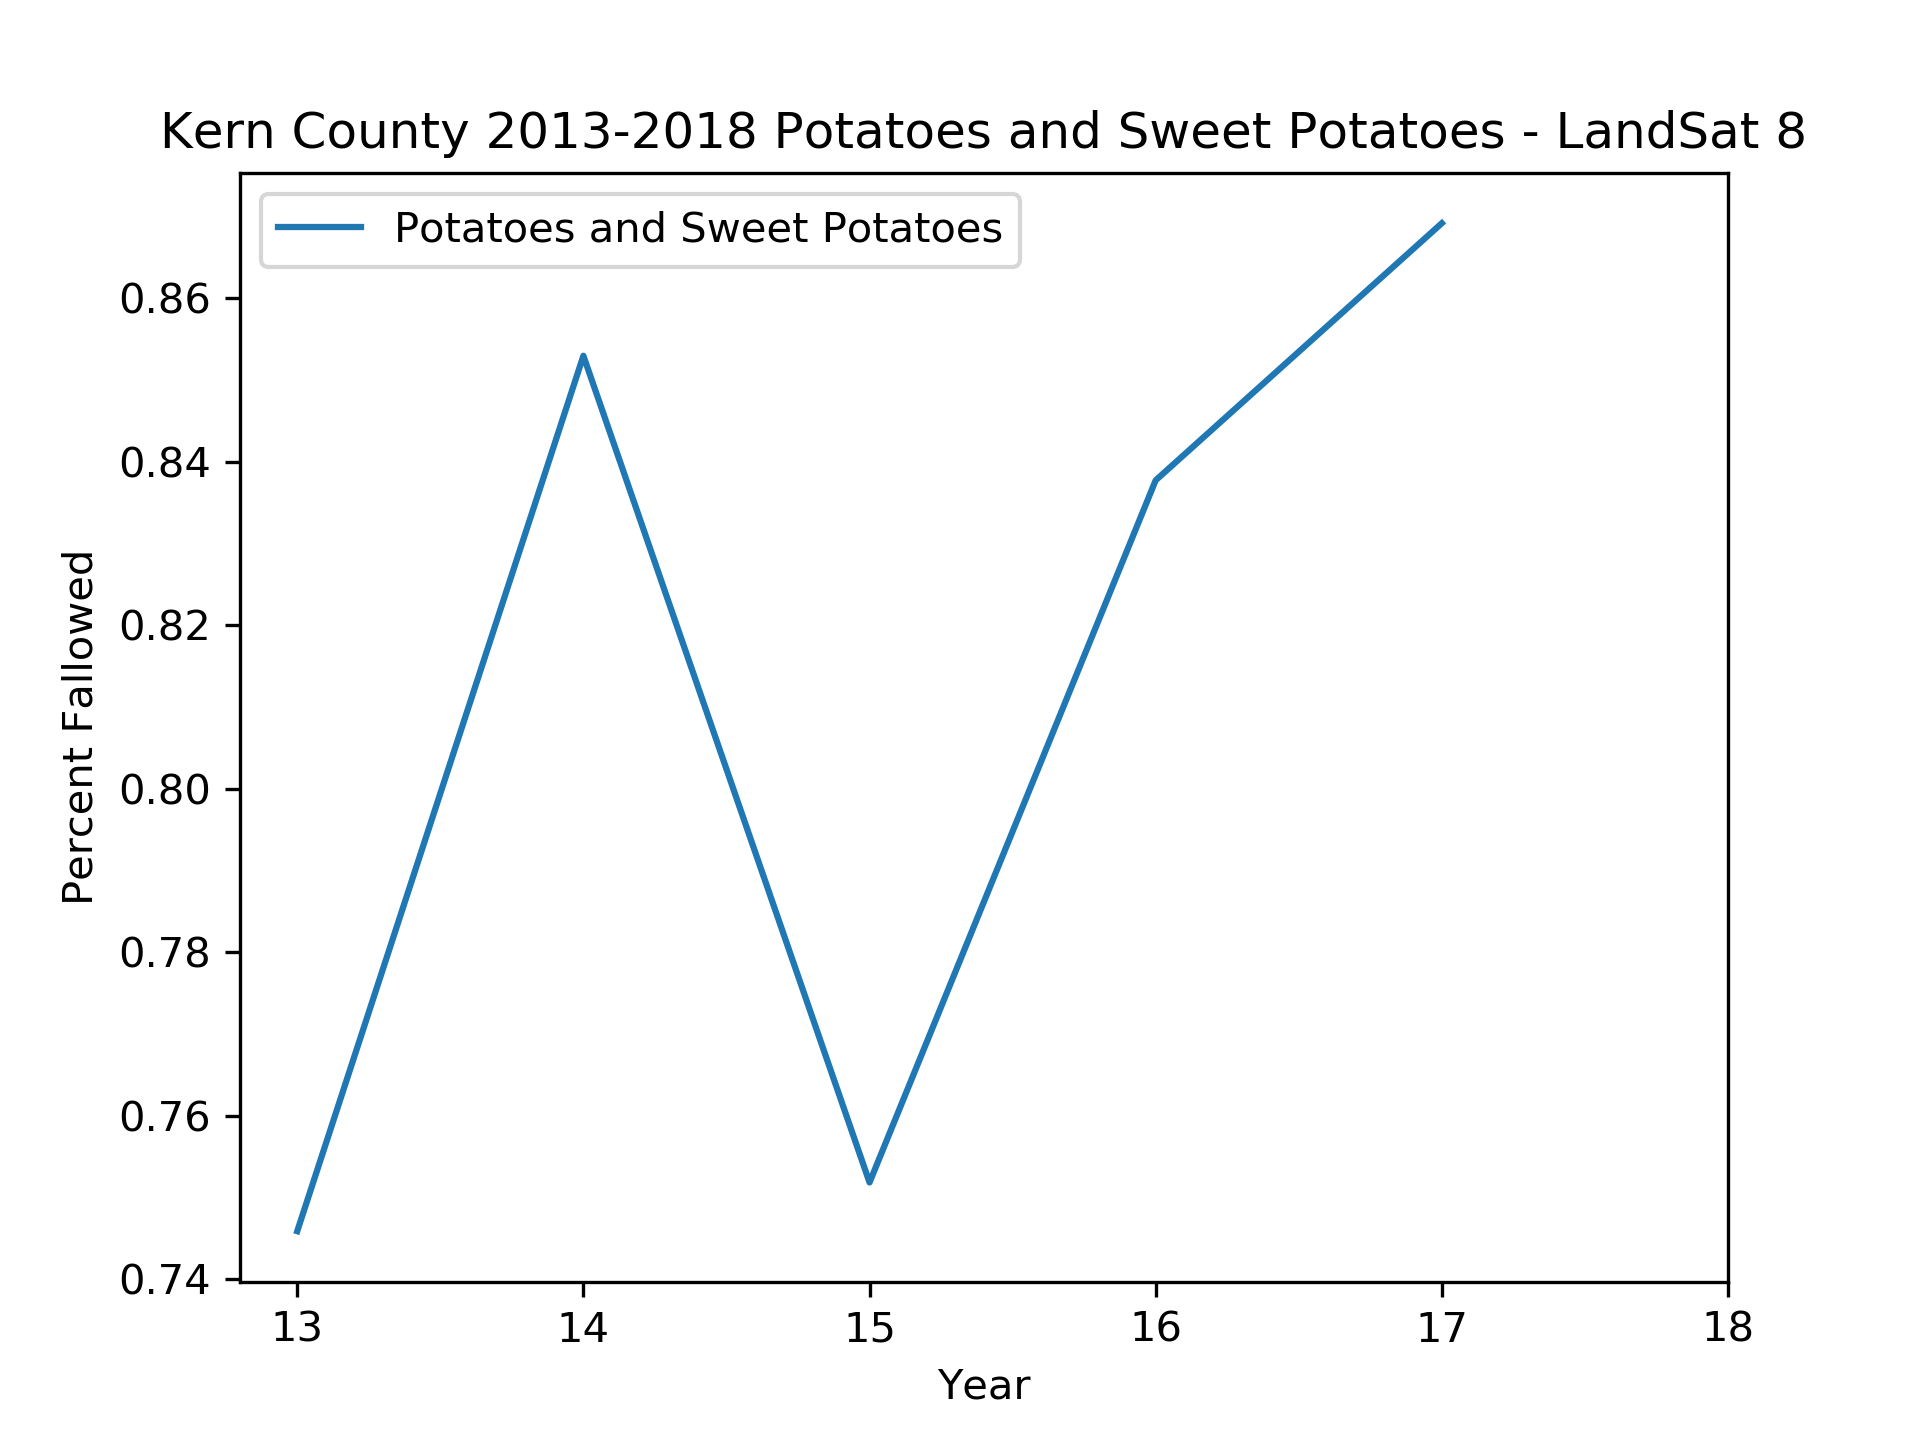 Kern County 2013-2018 Potatoes and Sweet Potatoes - LandSat 8
Potatoes and Sweet Potatoes
0.86
0.84
0.82
0.80
0.78
0.76
0.74
Percent Fallowed
13 14 15 16 17 18
Year